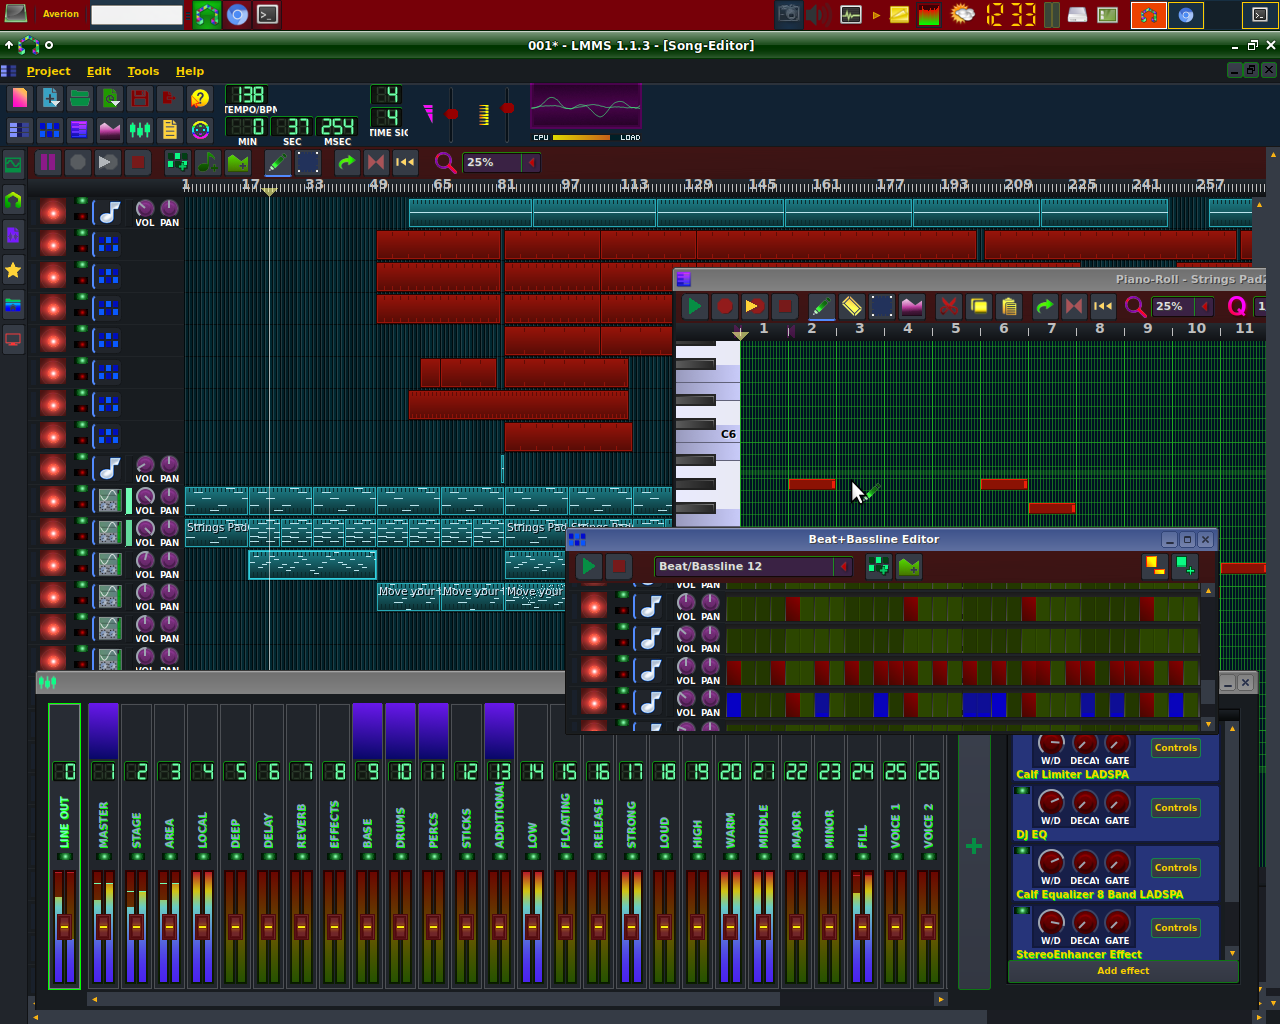 Averion
12 33
001* - LMMS 1.1.3 - [Song-Editor]
Project Edit Tools Help
138
TEMPO/BPM
0 37 254
MIN SEC MSEC
4
4
TIME SIG
CPU LOAD
25%
1 17 33 49 65 81 97 113 129 145 161 177 193 209 225 241 257
VOL PAN
Piano-Roll - Strings Pad2
25%
Q
1 2 3 4 5 6 7 8 9 10 11
C6
VOL PAN
VOL PAN
Strings Pad Strings Pad Strings Pad
VOL PAN
VOL PAN
Move your Move your Move your
VOL PAN
VOL PAN
VOL PAN
Beat+Bassline Editor
Beat/Bassline 12
VOL PAN
VOL PAN
VOL PAN
VOL PAN
VOL PAN
0 1 2 3 4 5 6 7 8 9 10 11 12 13 14 15 16 17 18 19 20 21 22 23 24 25 26
LINE OUT
MASTER
STAGE
AREA
LOCAL
DEEP
DELAY
REVERB
EFFECTS
BASE
DRUMS
PERCS
STICKS
ADDITIONAL
LOW
FLOATING
RELEASE
STRONG
LOUD
HIGH
WARM
MIDDLE
MAJOR
MINOR
FILL
VOICE 1
VOICE 2
W/D DECAY GATE Controls
Calf Limiter LADSPA
W/D DECAY GATE Controls
DJ EQ
W/D DECAY GATE Controls
Calf Equalizer 8 Band LADSPA
W/D DECAY GATE Controls
StereoEnhancer Effect
Add effect